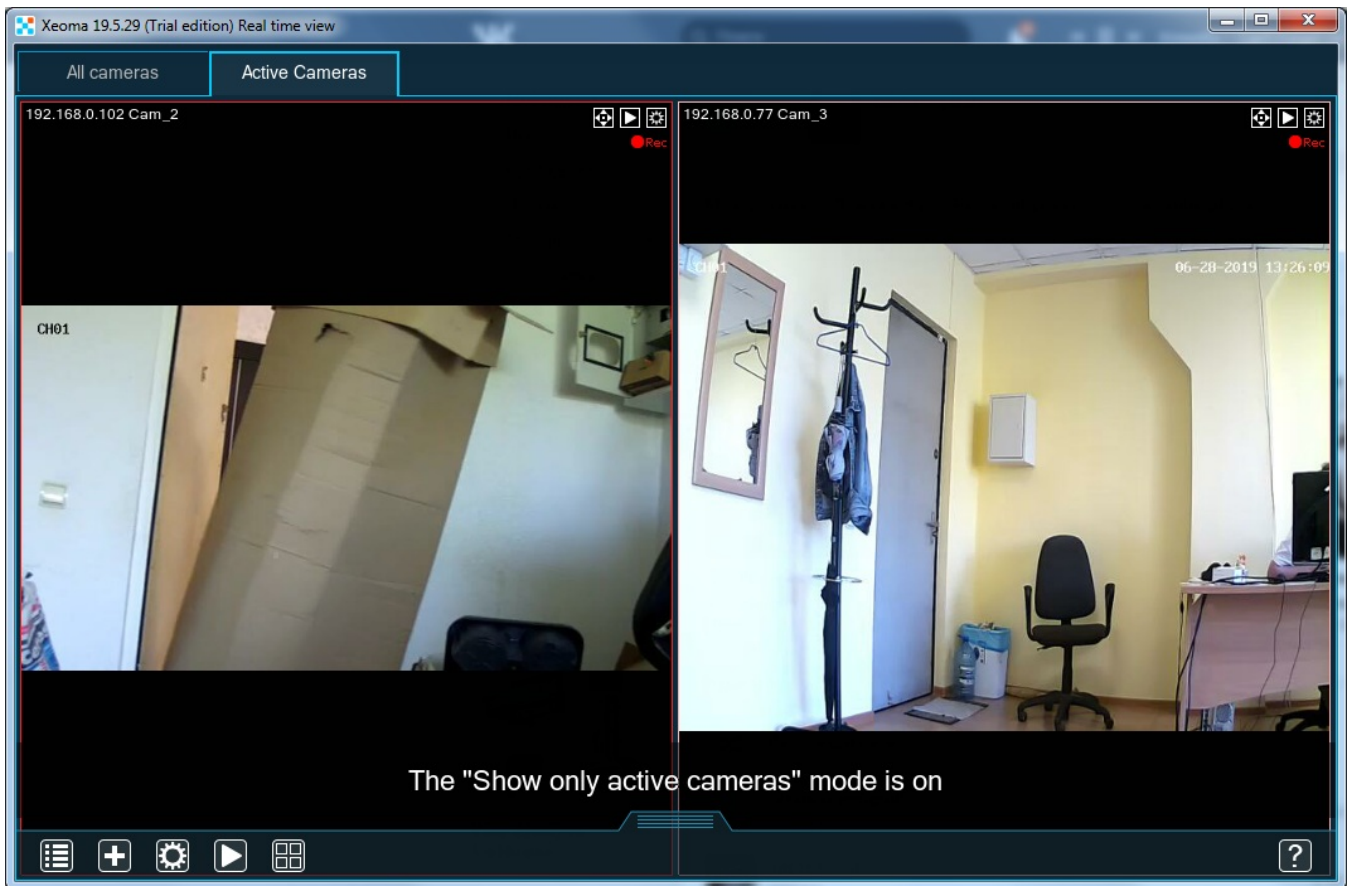 Xeoma 19.5.29 (Trial edition) Real time view
All cameras
Active Cameras
192.168.0.102 Cam_2
Rec
192.168.0.77 Cam_3
Rec
CH01
CH01
06-28-2019 13:26:09
The "Show only active cameras" mode is on
?